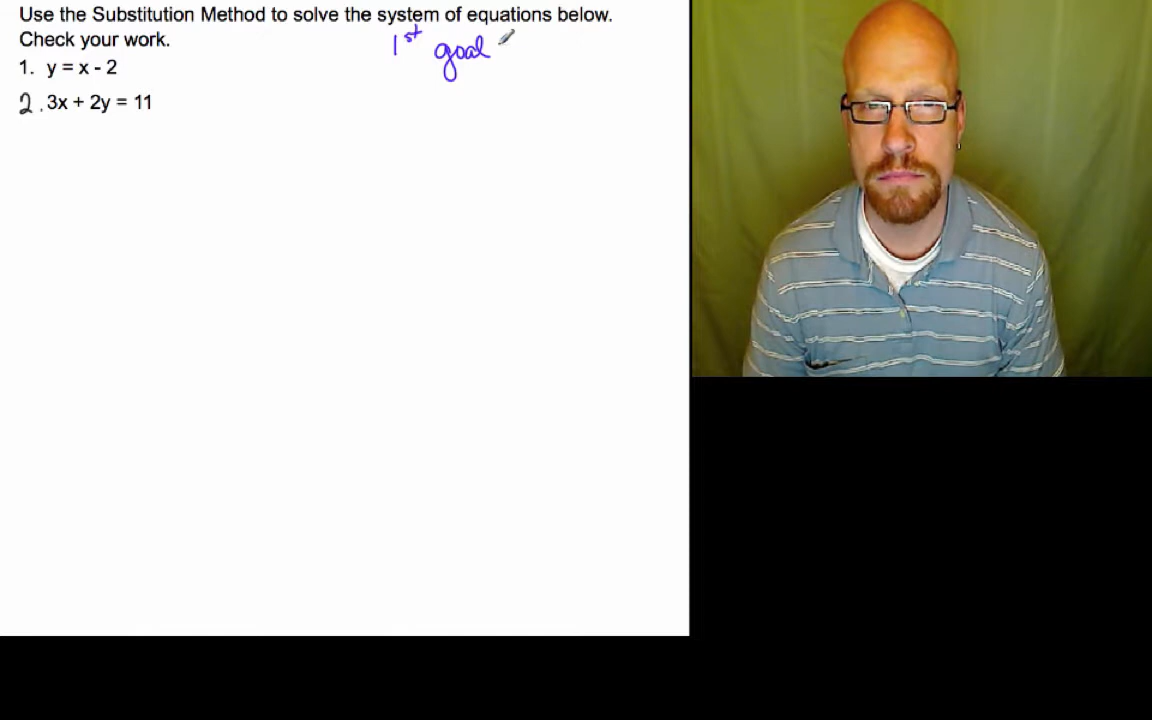 Use the Substitution Method to solve the system of equations below.
Check your work.
1st goal
1. y = x - 2
2. 3x + 2y = 11